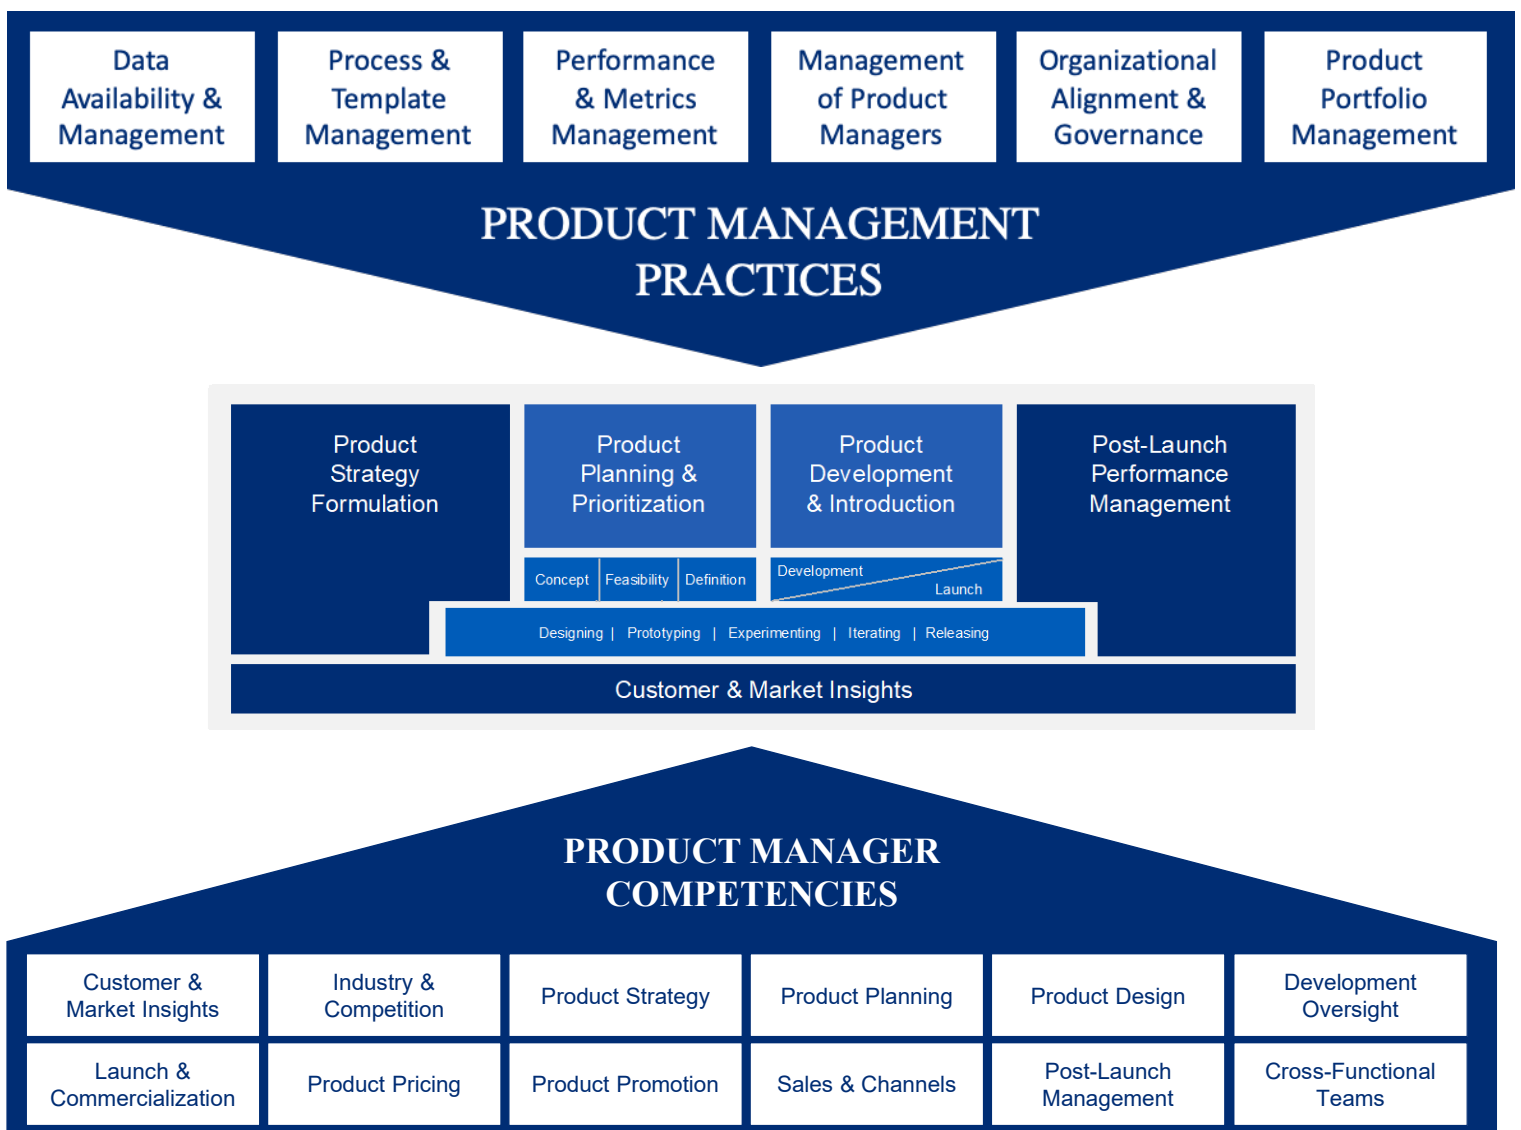 Data
Availability &
Management
Process &
Template
Management
Performance
& Metrics
Management
Management
of Product
Managers
Organizational
Alignment &
Governance
Product
Portfolio
Management
PRODUCT MANAGEMENT
PRACTICES
Product
Strategy
Formulation
Product
Planning &
Prioritization
Product
Development
& Introduction
Post-Launch
Performance
Management
Concept
Feasibility
Definition
Development
Launch
Designing | Prototyping | Experimenting | Iterating | Releasing
Customer & Market Insights
PRODUCT MANAGER
COMPETENCIES
Customer &
Market Insights
Industry &
Competition
Product Strategy
Product Planning
Product Design
Development
Oversight
Launch &
Commercialization
Product Pricing
Product Promotion
Sales & Channels
Post-Launch
Management
Cross-Functional
Teams